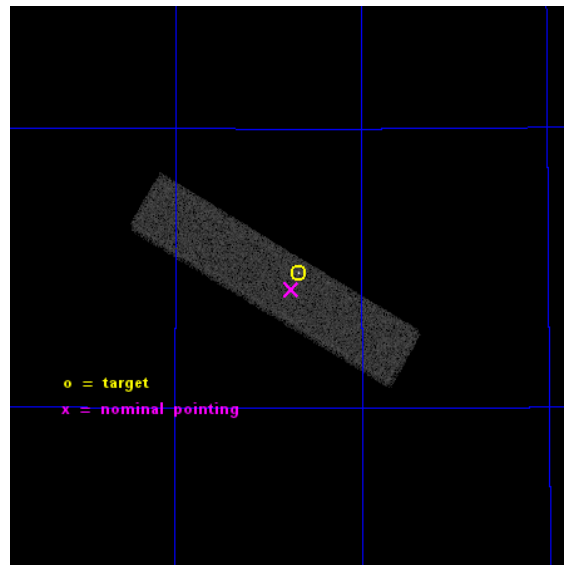 o = target
x = nominal pointing